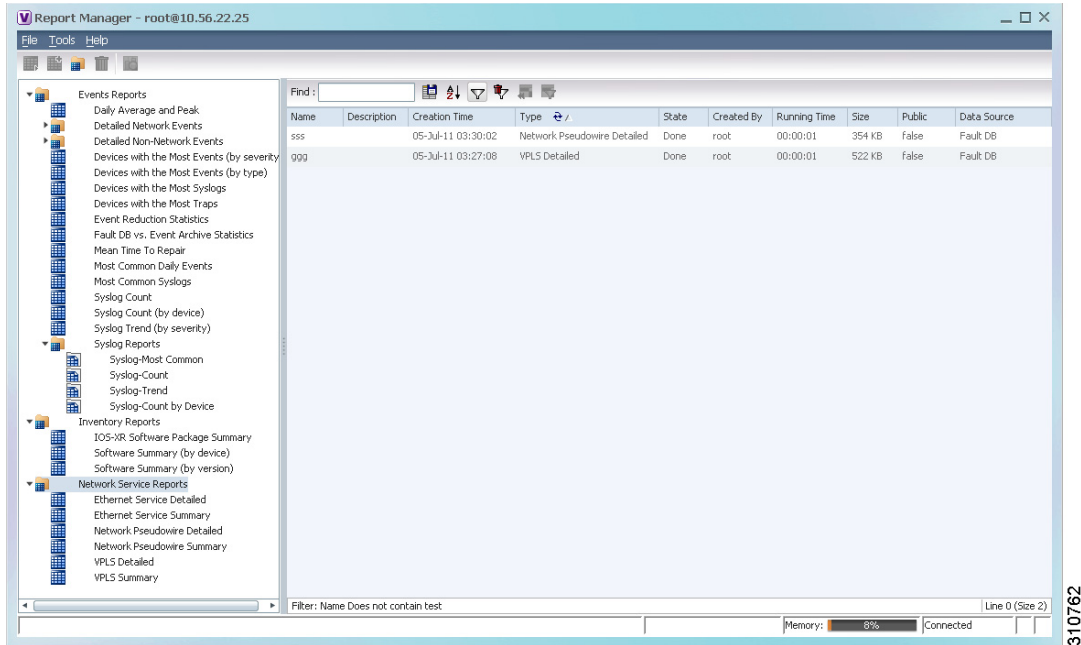 Report Manager - root@10.56.22.25
File Tools Help
Events Reports
Daily Average and Peak
Detailed Network Events
Detailed Non-Network Events
Devices with the Most Events (by severity
Devices with the Most Events (by type)
Devices with the Most Syslogs
Devices with the Most Traps
Event Reduction Statistics
Fault DB vs. Event Archive Statistics
Mean Time To Repair
Most Common Daily Events
Most Common Syslogs
Syslog Count
Syslog Count (by device)
Syslog Trend (by severity)
Syslog Reports
Syslog-Most Common
Syslog-Count
Syslog-Trend
Syslog-Count by Device
Inventory Reports
IOS-XR Software Package Summary
Software Summary (by device)
Software Summary (by version)
Network Service Reports
Ethernet Service Detailed
Ethernet Service Summary
Network Pseudowire Detailed
Network Pseudowire Summary
VPLS Detailed
VPLS Summary
Find :
Name Description Creation Time Type State Created By Running Time Size Public Data Source
sss 05-Jul-11 03:30:02 Network Pseudowire Detailed Done root 00:00:01 354 KB false Fault DB
ggg 05-Jul-11 03:27:08 VPLS Detailed Done root 00:00:01 522 KB false Fault DB
Filter: Name Does not contain test Line 0 (Size 2)
Memory: 8% Connected
310762